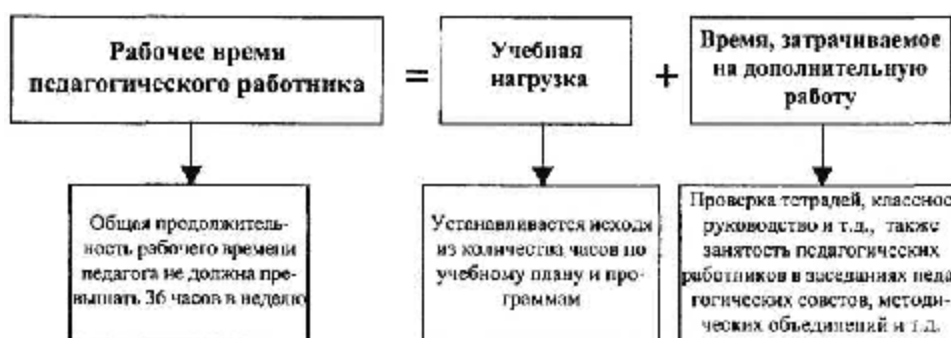 Рабочее время
педагогического работника
=
Учебная
нагрузка
+
Время, затрачиваемое
на дополнительную
работу
Общая продолжитель-
ность рабочего времени
педагога не должна пре-
вышать 36 часов в неделю
Устанавливается исходя
из количества часов по
учебному плану и про-
граммам
Проверка тетрадей, классное
руководство и т.д., также
занятость педагогических
работников в заседаниях педа-
гогических советов, методи-
ческих объединений и т.д.